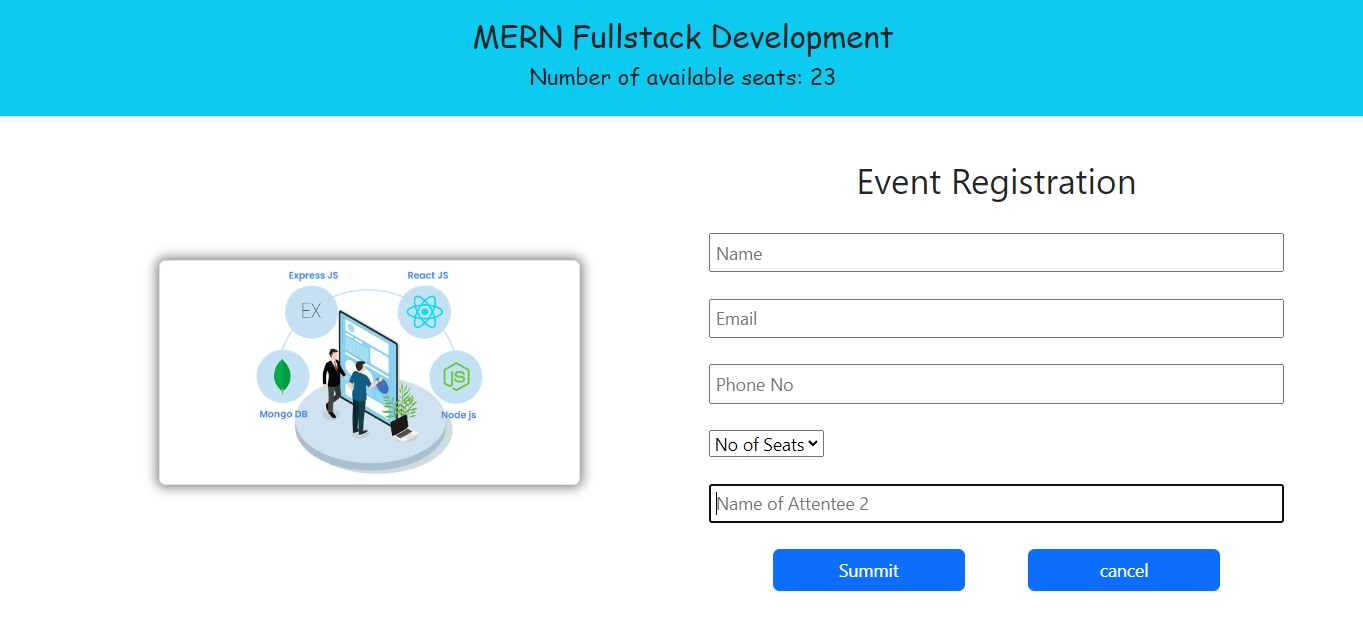 MERN Fullstack Development
Number of available seats: 23
Express JS
React JS
EX
JS
Mongo DB
Node js
Event Registration
Name
Email
Phone No
No of Seats
Name of Attentee 2
Summit
cancel